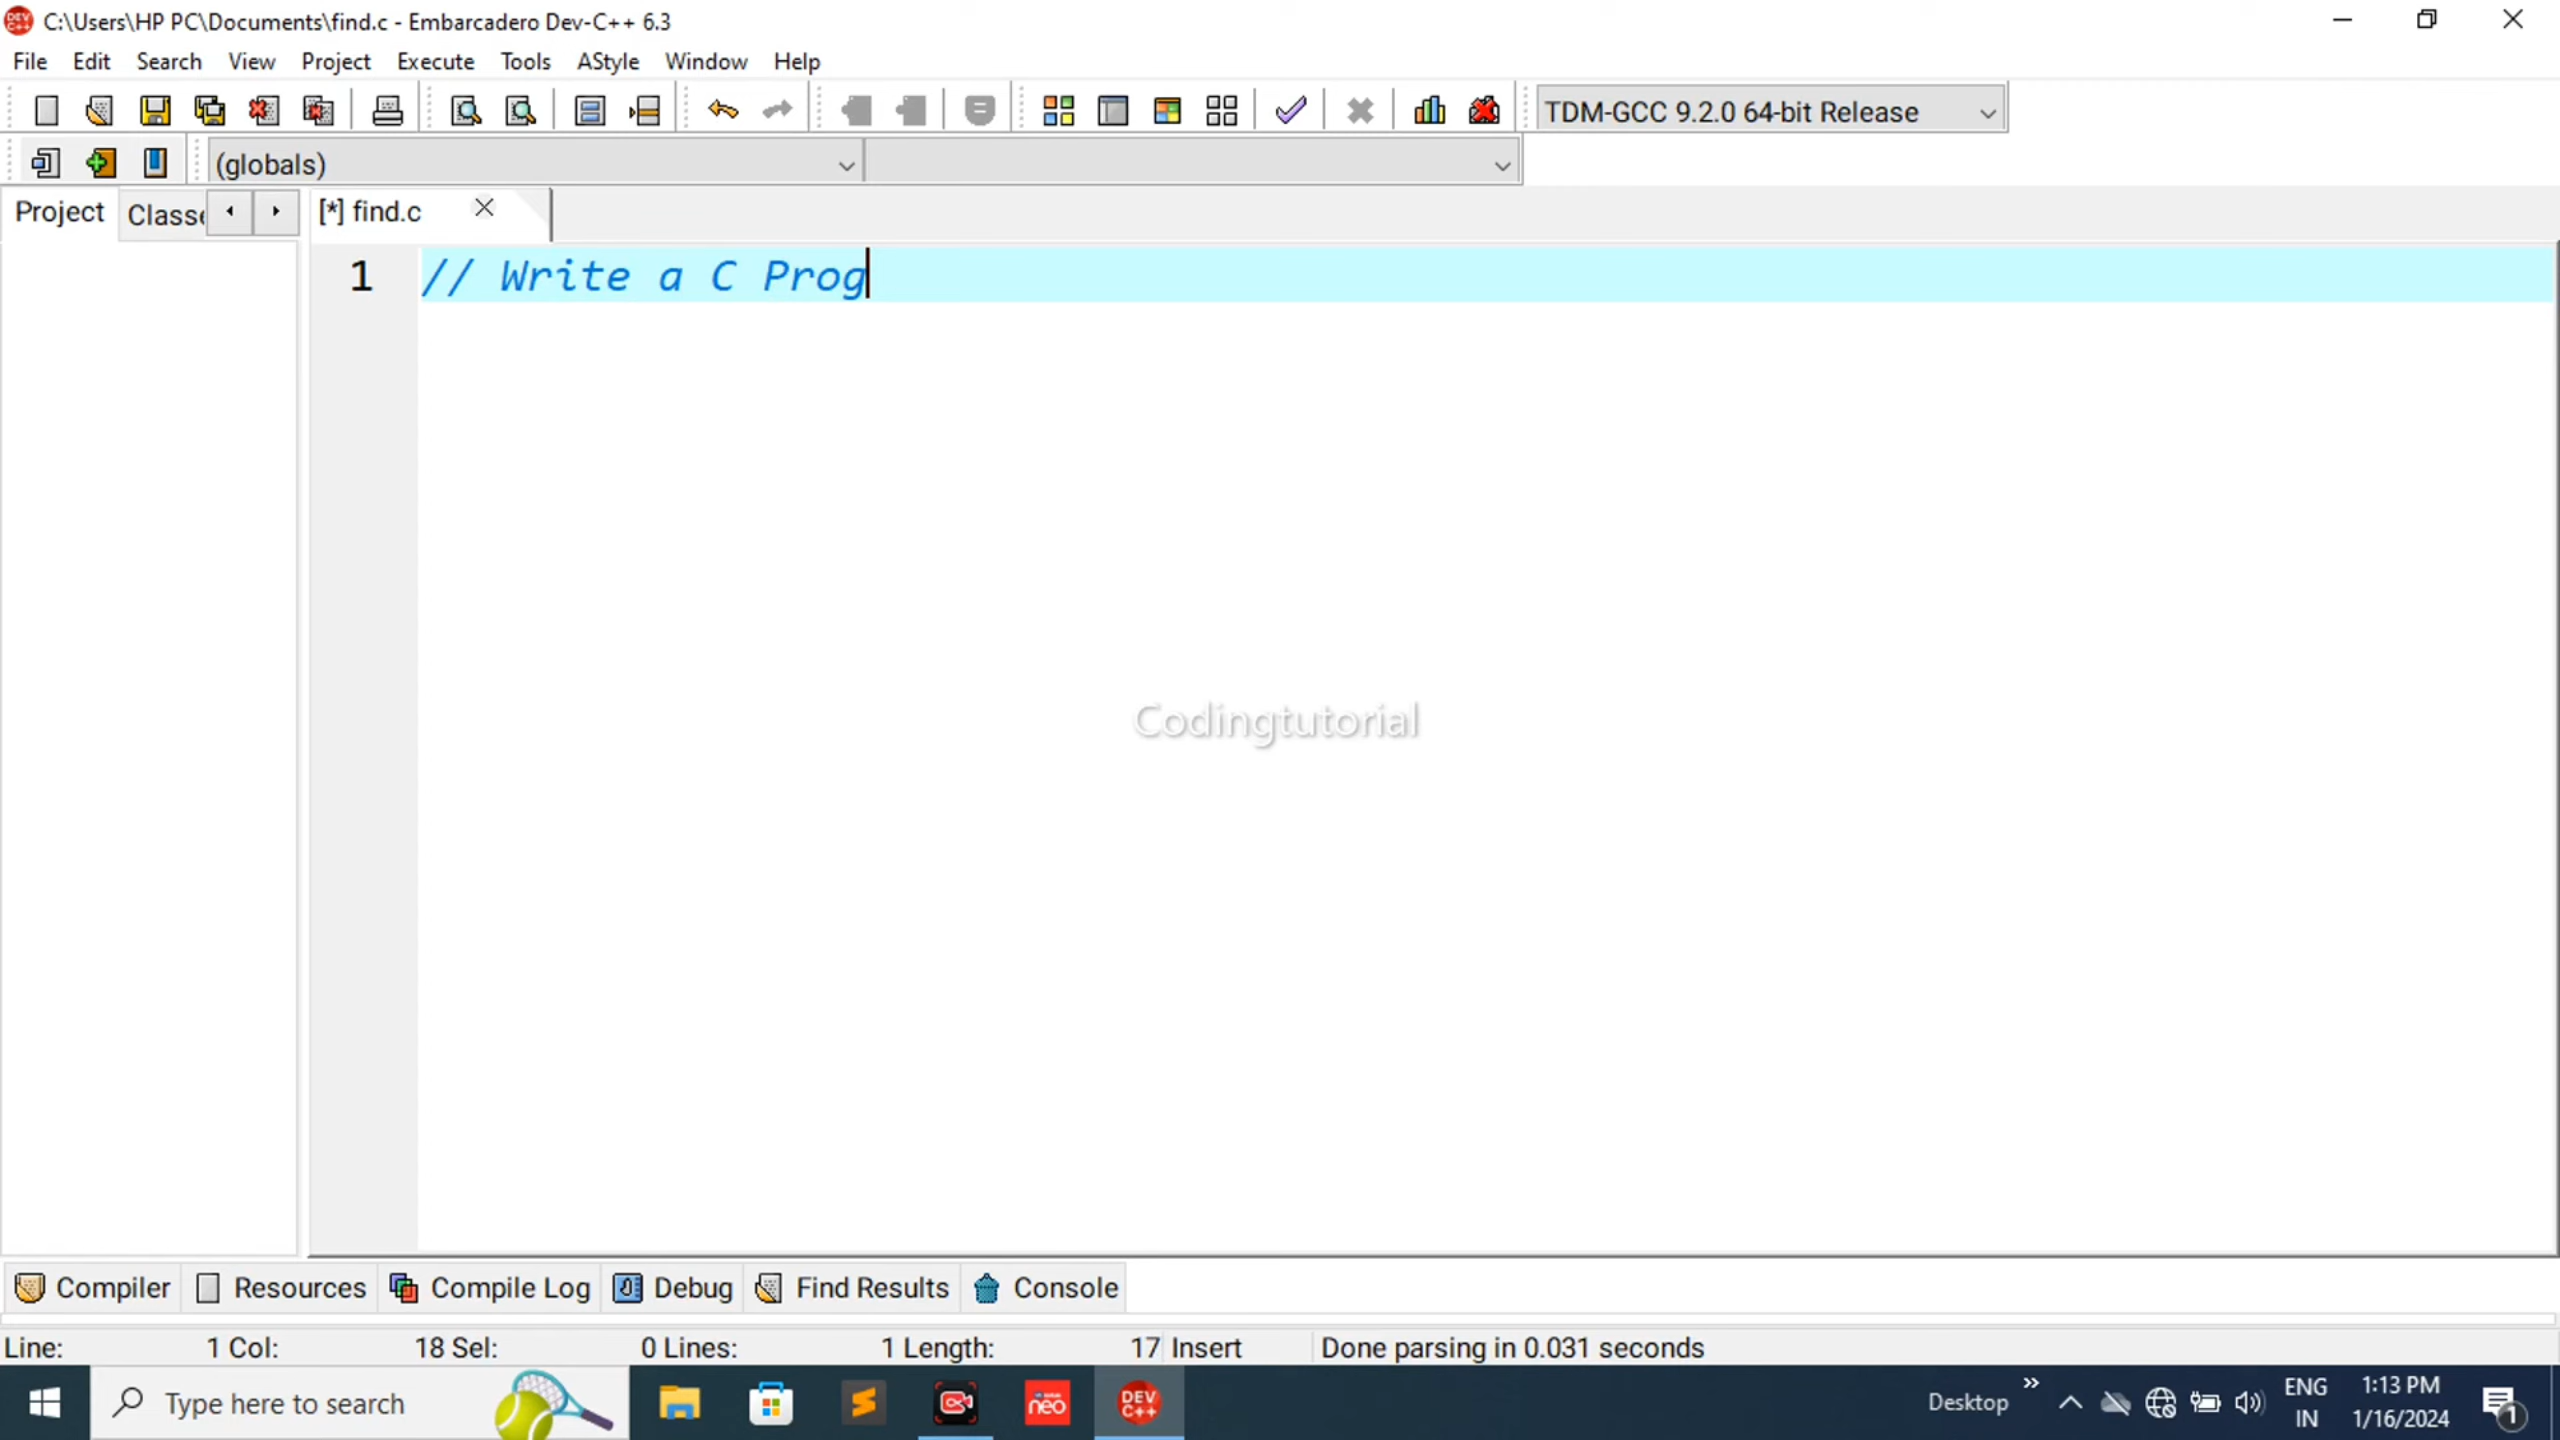 C:\Users\HP PC\Documents\find.c - Embarcadero Dev-C++ 6.3
File Edit Search View Project Execute Tools AStyle Window Help
TDM-GCC 9.2.0 64-bit Release
(globals)
Project Classe [*] find.c
1 // Write a C Prog
Codingtutorial
Compiler Resources Compile Log Debug Find Results Console
Line: 1 Col: 18 Sel: 0 Lines: 1 Length: 17 Insert Done parsing in 0.031 seconds
Type here to search neo DEV C++ Desktop ENG 1:13 PM
IN 1/16/2024 1